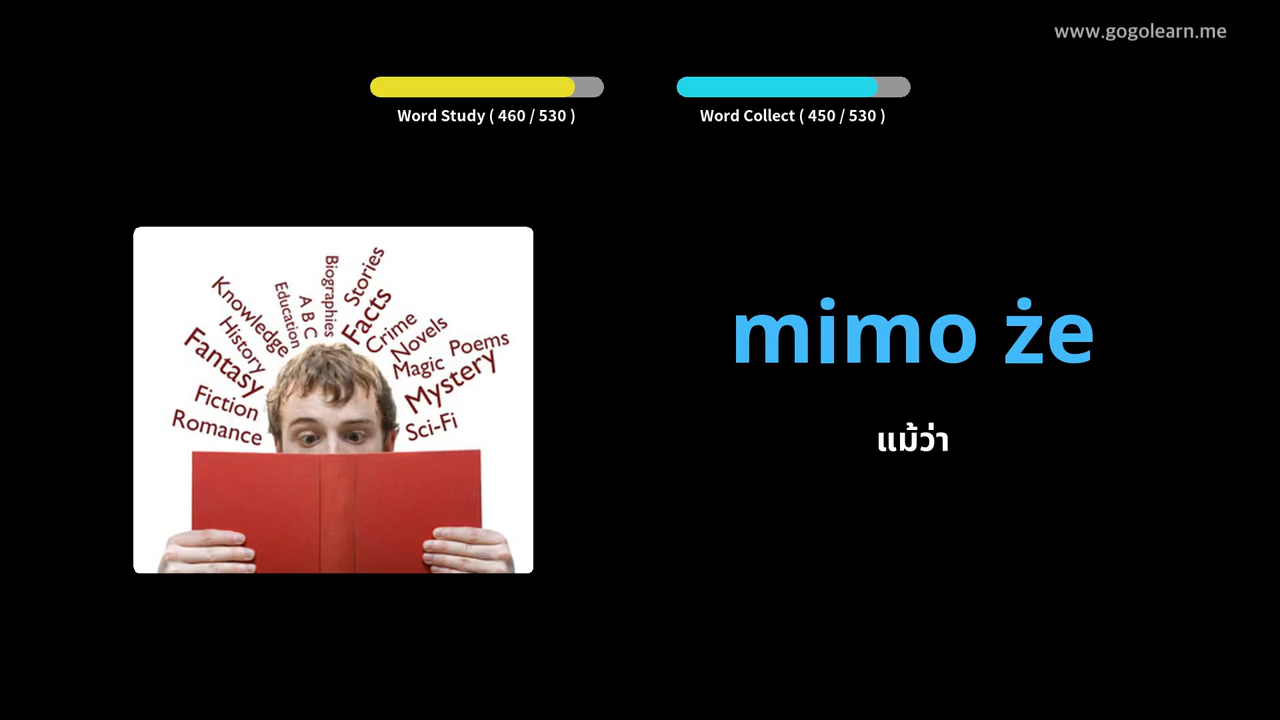 www.gogolearn.me
Word Study ( 460 / 530 )
Word Collect ( 450 / 530 )
Biographies
Stories
Education
A B C
Facts
Knowledge
Crime
History
Novels
Fantasy
Magic
Poems
Fiction
Mystery
Romance
Sci-Fi
mimo że
แม้ว่า